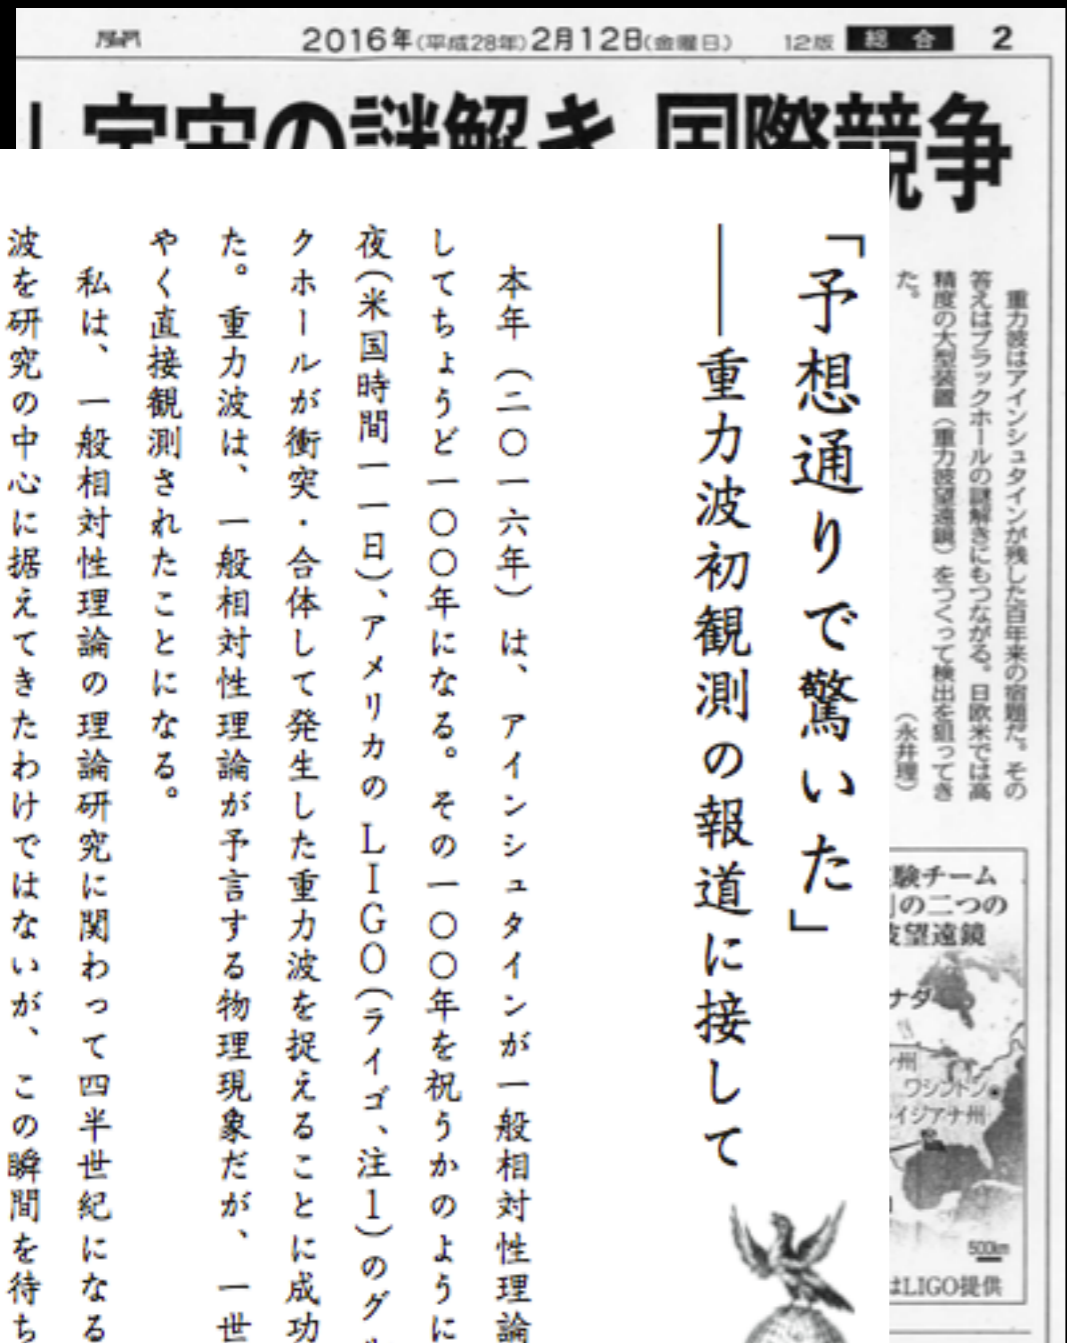 2016年(平成28年)2月12日(金曜日)
12版
総合
2
宇宙の謎解き 国際競争
重力波はアインシュタインが残した百年来の宿題だ。その
答えはブラックホールの謎解きにもつながる。日欧米では高
精度の大型装置(重力波望遠鏡)をつくって検出を狙ってき
た。
(永井理)
験チーム
の二つの
望遠鏡
ナダ
州
ワシントン
イジアナ州
500km
はLIGO提供
「予想通りで驚いた」
――重力波初観測の報道に接して
本年(二〇一六年)は、アインシュタインが一般相対性理論
してちょうど一〇〇年になる。その一〇〇年を祝うかのように
夜(米国時間一一日)、アメリカのLIGO(ライゴ、注1)のグル
クホールが衝突・合体して発生した重力波を捉えることに成功
た。重力波は、一般相対性理論が予言する物理現象だが、一世
やく直接観測されたことになる。
私は、一般相対性理論の理論研究に関わって四半世紀になる
波を研究の中心に据えてきたわけではないが、この瞬間を待ち